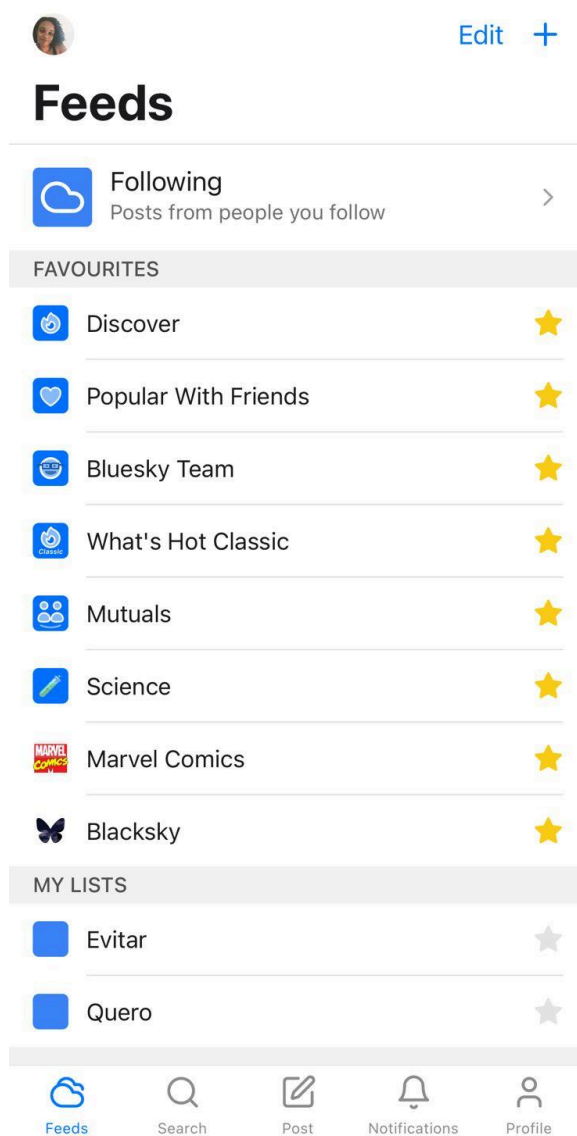 Edit +
Feeds
Following
Posts from people you follow
FAVOURITES
Discover
Popular With Friends
Bluesky Team
Classic
What's Hot Classic
Mutuals
Science
MARVEL
COMICS
Marvel Comics
Blacksky
MY LISTS
Evitar
Quero
Feeds
Search
Post
Notifications
Profile